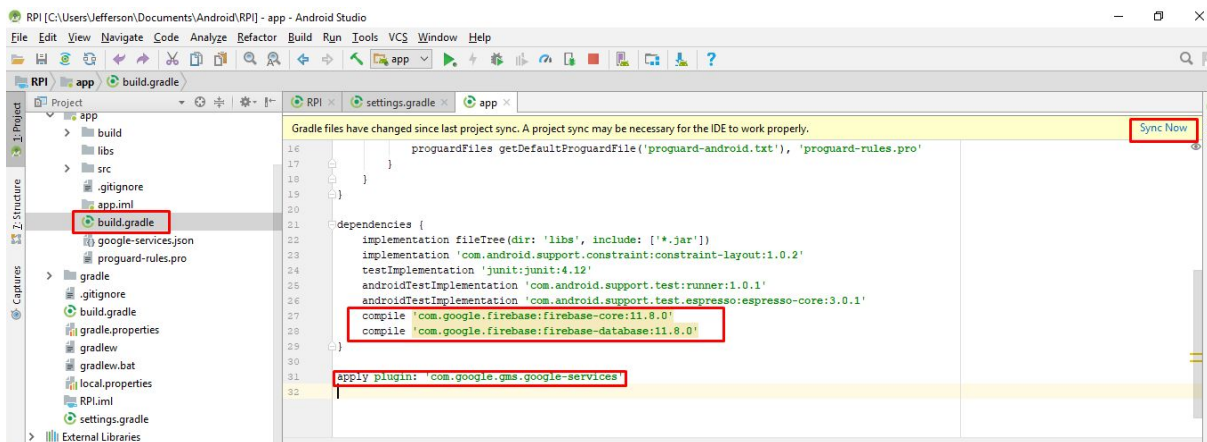 RPI [C:\Users\Jefferson\Documents\Android\RPI] - app - Android Studio
File Edit View Navigate Code Analyze Refactor Build Run Tools VCS Window Help
app
RPI app build.gradle
1: Project
7: Structure
Captures
Project
app
build
libs
src
.gitignore
app.iml
build.gradle
google-services.json
proguard-rules.pro
gradle
.gitignore
build.gradle
gradle.properties
gradlew
gradlew.bat
local.properties
RPI.iml
settings.gradle
External Libraries
RPI settings.gradle app
Gradle files have changed since last project sync. A project sync may be necessary for the IDE to work properly. Sync Now
16 proguardFiles getDefaultProguardFile('proguard-android.txt'), 'proguard-rules.pro'
17 }
18 }
19 }
20
21 dependencies {
22 implementation fileTree(dir: 'libs', include: ['*.jar'])
23 implementation 'com.android.support.constraint:constraint-layout:1.0.2'
24 testImplementation 'junit:junit:4.12'
25 androidTestImplementation 'com.android.support.test:runner:1.0.1'
26 androidTestImplementation 'com.android.support.test.espresso:espresso-core:3.0.1'
27 compile 'com.google.firebase:firebase-core:11.8.0'
28 compile 'com.google.firebase:firebase-database:11.8.0'
29 }
30
31 apply plugin: 'com.google.gms.google-services'
32